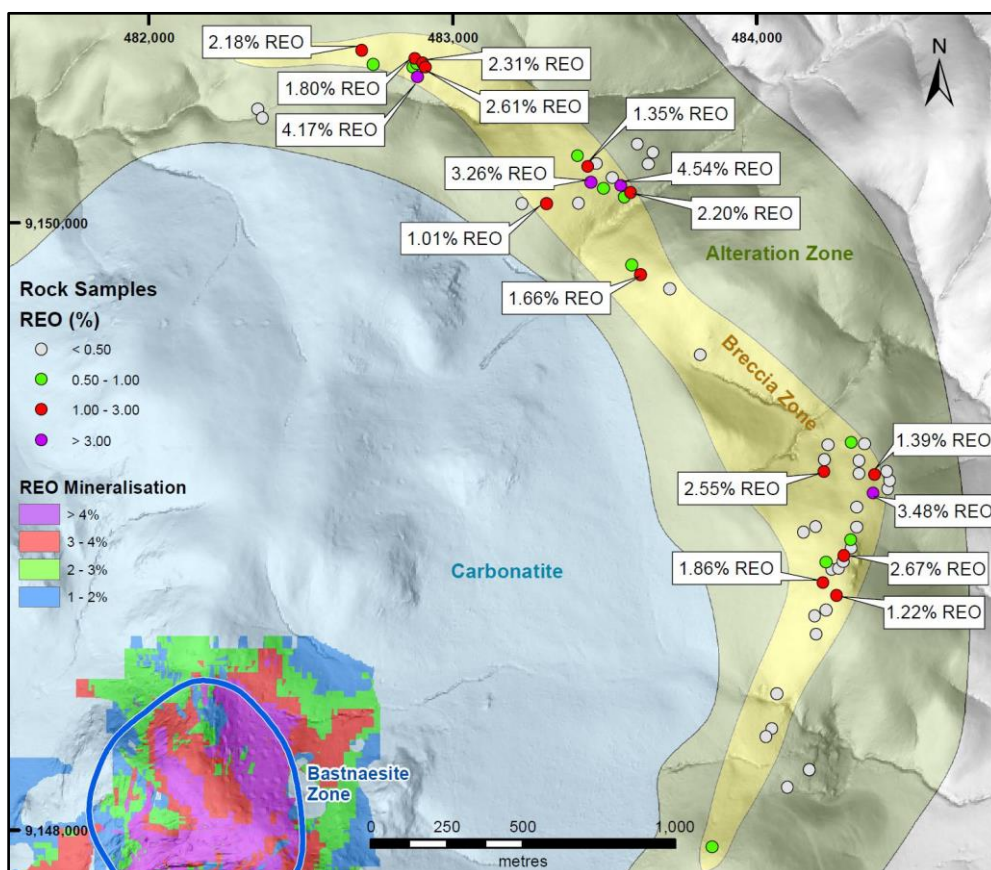 482,000
483,000
484,000
N
2.18% REO
1.80% REO
2.31% REO
2.61% REO
4.17% REO
1.35% REO
3.26% REO
4.54% REO
2.20% REO
1.01% REO
9,150,000
Alteration Zone
1.66% REO
Rock Samples
REO (%)
< 0.50
0.50 - 1.00
1.00 - 3.00
> 3.00
Breccia Zone
1.39% REO
2.55% REO
3.48% REO
REO Mineralisation
> 4%
3 - 4%
2 - 3%
1 - 2%
Carbonatite
1.86% REO
2.67% REO
1.22% REO
Bastnaesite
Zone
9,148,000
0 250 500 1,000
metres